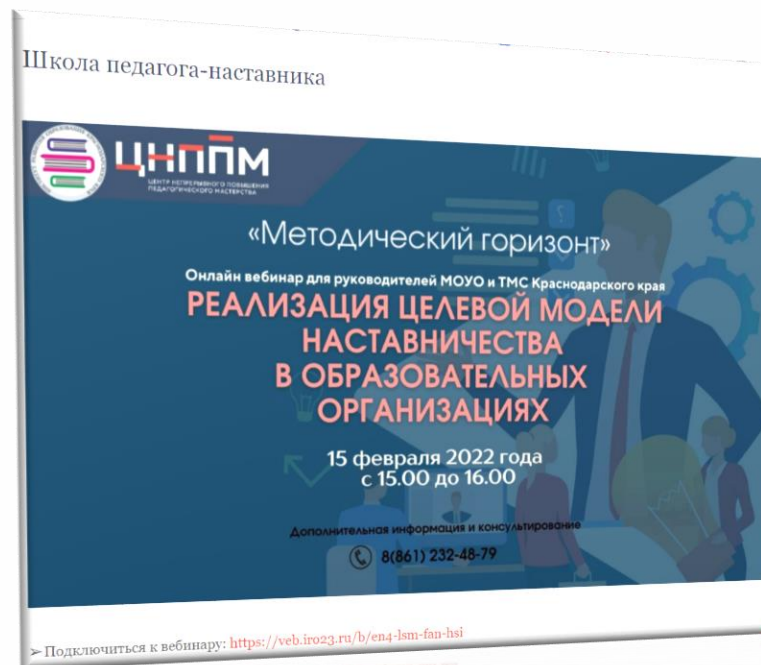 Школа педагога-наставника
ЦНППМ
ЦЕНТР НЕПРЕРЫВНОГО ПОВЫШЕНИЯ
ПЕДАГОГИЧЕСКОГО МАСТЕРСТВА
«Методический горизонт»
Онлайн вебинар для руководителей МОУО и ТМС Краснодарского края
РЕАЛИЗАЦИЯ ЦЕЛЕВОЙ МОДЕЛИ
НАСТАВНИЧЕСТВА
В ОБРАЗОВАТЕЛЬНЫХ
ОРГАНИЗАЦИЯХ
15 февраля 2022 года
с 15.00 до 16.00
Дополнительная информация и консультирование
8(861) 232-48-79
➢Подключиться к вебинару: https://veb.iro23.ru/b/en4-lsm-fan-hsi